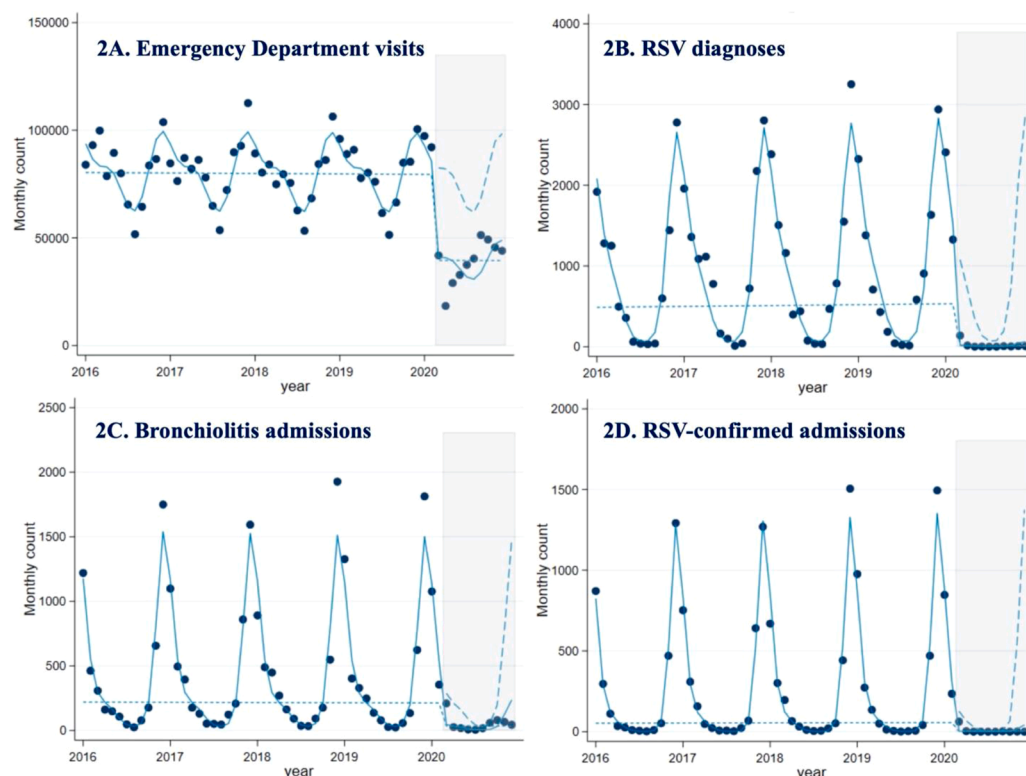 2A. Emergency Department visits
150000
100000
50000
0
Monthly count
2016 2017 2018 2019 2020
year
2B. RSV diagnoses
4000
3000
2000
1000
0
Monthly count
2016 2017 2018 2019 2020
year
2C. Bronchiolitis admissions
2500
2000
1500
1000
500
0
Monthly count
2016 2017 2018 2019 2020
year
2D. RSV-confirmed admissions
2000
1500
1000
500
0
Monthly count
2016 2017 2018 2019 2020
year